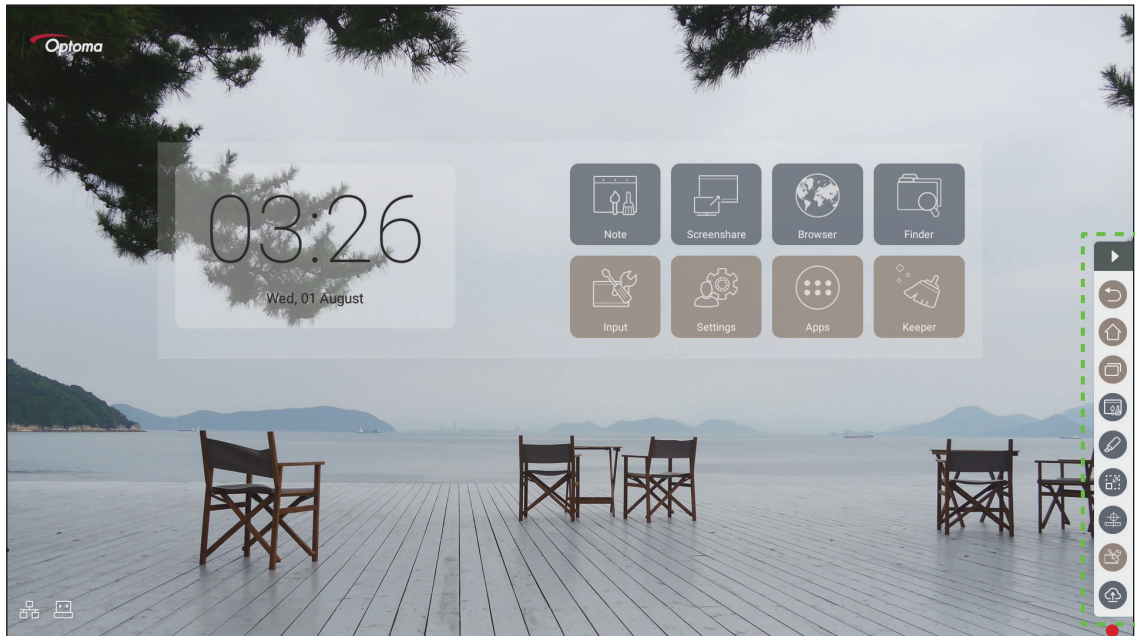 Optoma
03:26
Wed, 01 August
Note
Screenshare
Browser
Finder
Input
Settings
Apps
Keeper